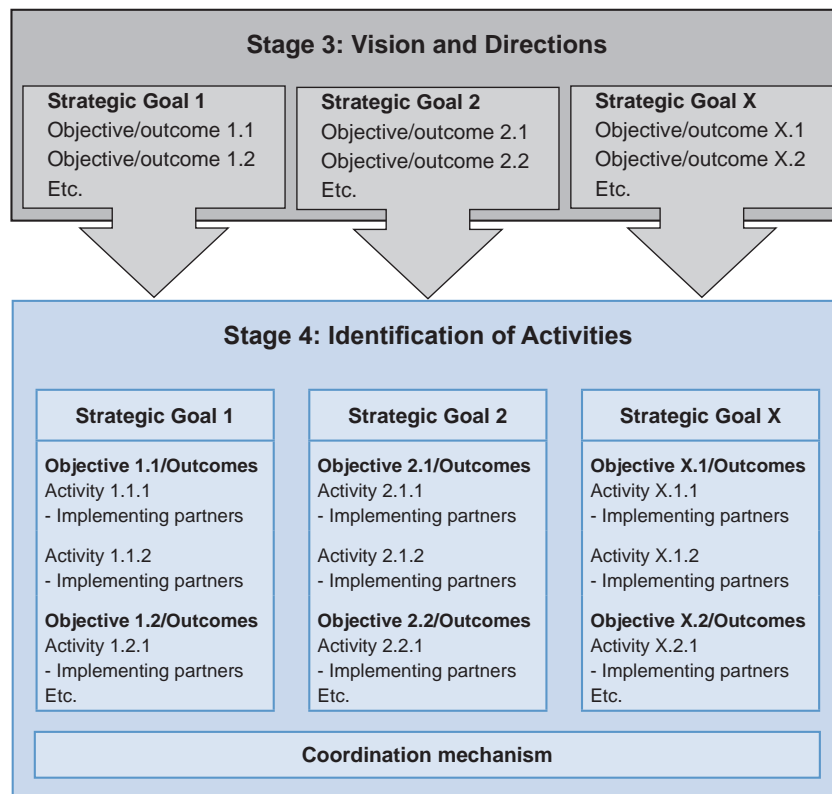 Stage 3: Vision and Directions
Strategic Goal 1
Objective/outcome 1.1
Objective/outcome 1.2
Etc.
Strategic Goal 2
Objective/outcome 2.1
Objective/outcome 2.2
Etc.
Strategic Goal X
Objective/outcome X.1
Objective/outcome X.2
Etc.
Stage 4: Identification of Activities
Strategic Goal 1
Objective 1.1/Outcomes
Activity 1.1.1
- Implementing partners
Activity 1.1.2
- Implementing partners
Objective 1.2/Outcomes
Activity 1.2.1
- Implementing partners
Etc.
Strategic Goal 2
Objective 2.1/Outcomes
Activity 2.1.1
- Implementing partners
Activity 2.1.2
- Implementing partners
Objective 2.2/Outcomes
Activity 2.2.1
- Implementing partners
Etc.
Strategic Goal X
Objective X.1/Outcomes
Activity X.1.1
- Implementing partners
Activity X.1.2
- Implementing partners
Objective X.2/Outcomes
Activity X.2.1
- Implementing partners
Etc.
Coordination mechanism